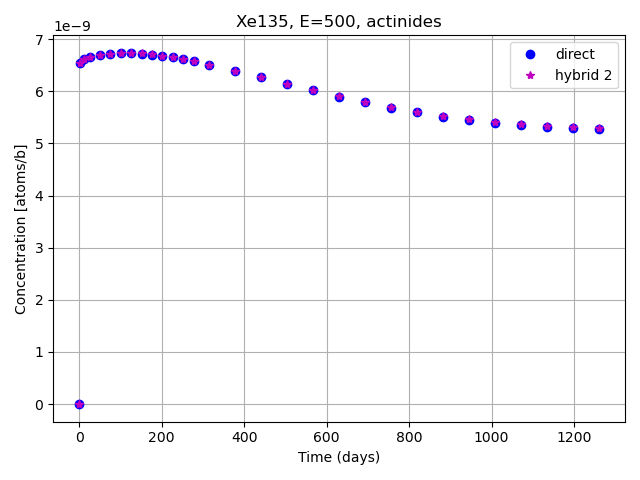 Xe135, E=500, actinides
1e−9
7
6
5
4
3
2
1
0
Concentration [atoms/b]
direct
hybrid 2
0 200 400 600 800 1000 1200
Time (days)